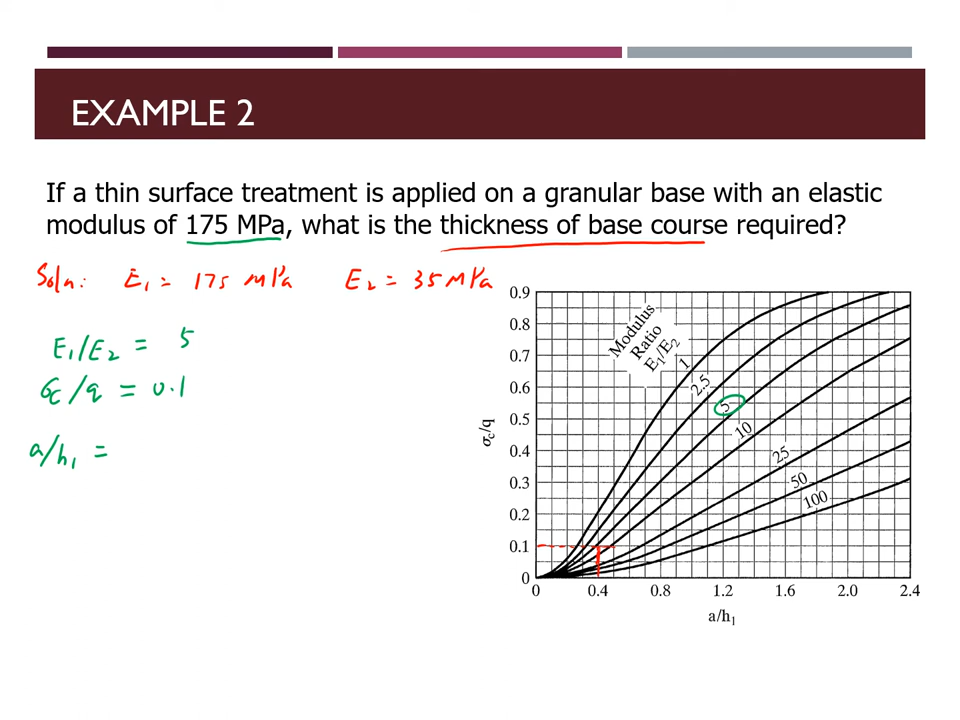 EXAMPLE 2
If a thin surface treatment is applied on a granular base with an elastic
modulus of 175 MPa, what is the thickness of base course required?
Soln: E₁ = 175 MPa E₂ = 35 MPa
E₁/E₂ = 5
σc/q = 0.1
a/h₁ =
0.9
0.8
0.7
0.6
0.5
0.4
0.3
0.2
0.1
0
σc/q
Modulus
Ratio
E₁/E₂
1
2.5
5
10
25
50
100
0 0.4 0.8 1.2 1.6 2.0 2.4
a/h₁